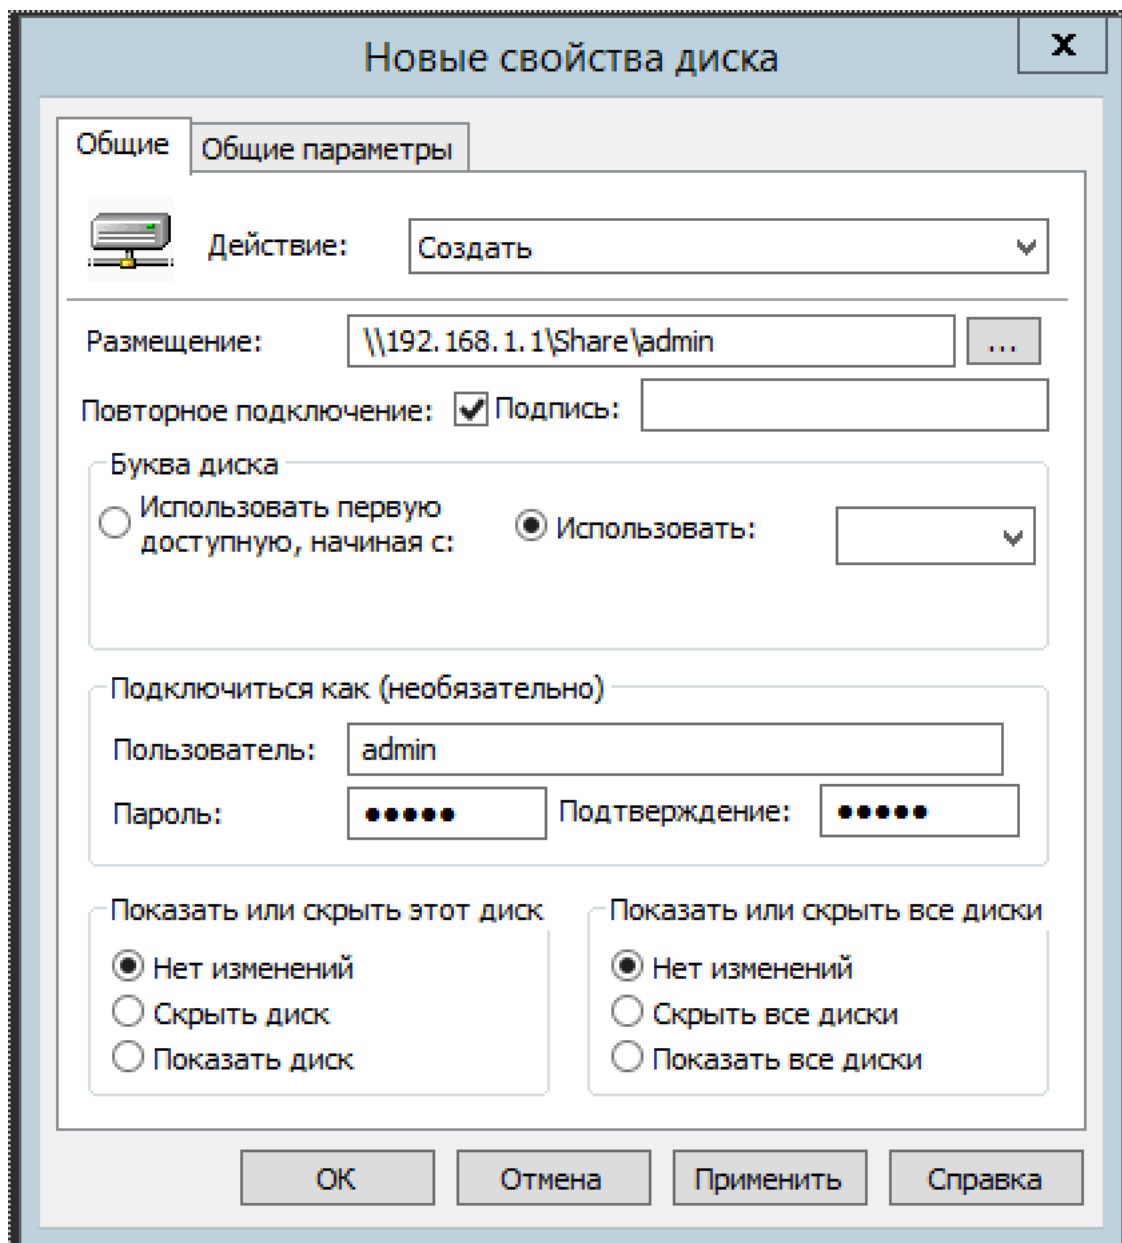 Новые свойства диска
x
Общие
Общие параметры
Действие:
Создать
Размещение:
\\192.168.1.1\Share\admin
...
Повторное подключение:
Подпись:
Буква диска
Использовать первую
доступную, начиная с:
Использовать:
Подключиться как (необязательно)
Пользователь:
admin
Пароль:
●●●●●
Подтверждение:
●●●●●
Показать или скрыть этот диск
Нет изменений
Скрыть диск
Показать диск
Показать или скрыть все диски
Нет изменений
Скрыть все диски
Показать все диски
ОК
Отмена
Применить
Справка